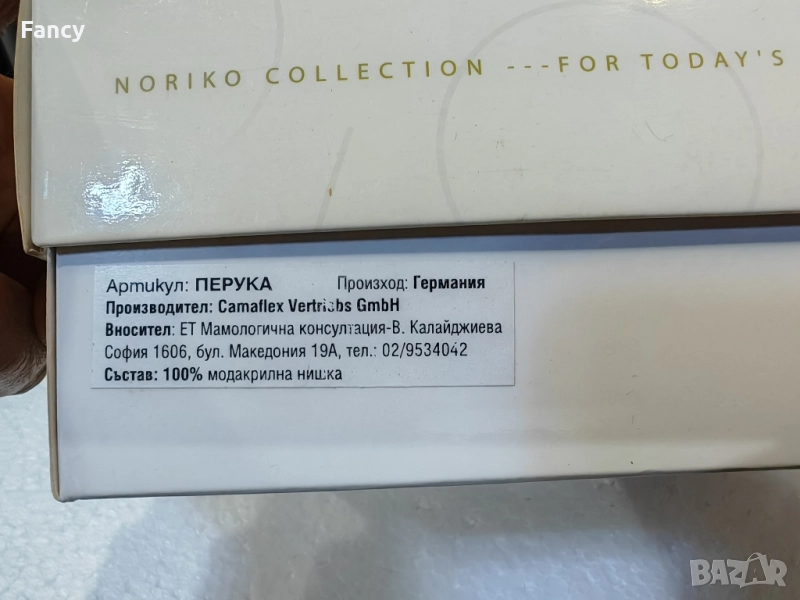 Fancy
NORIKO COLLECTION ---FOR TODAY'S
Артикул: ПЕРУКА Произход: Германия
Производител: Camaflex Vertriebs GmbH
Вносител: ЕТ Мамологична консултация-В. Калайджиева
София 1606, бул. Македония 19А, тел.: 02/9534042
Състав: 100% модакрилна нишка
BAZAR